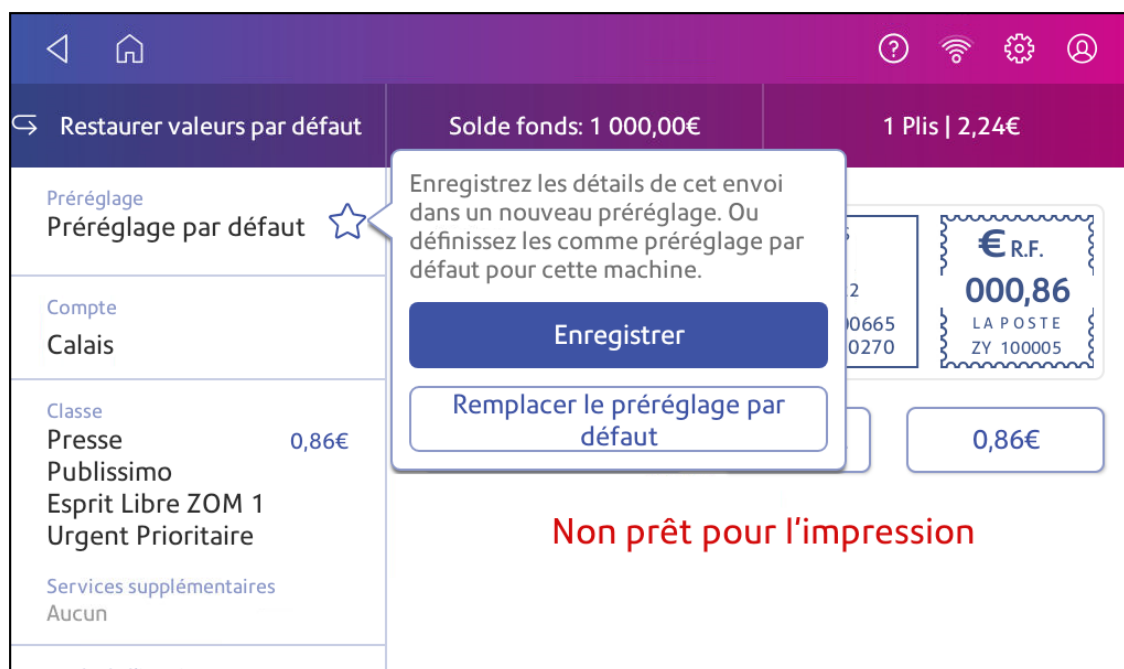 Restaurer valeurs par défaut
Solde fonds: 1 000,00€
1 Plis | 2,24€
Préréglage
Préréglage par défaut
Enregistrez les détails de cet envoi
dans un nouveau préréglage. Ou
définissez les comme préréglage par
défaut pour cette machine.
Enregistrer
Remplacer le préréglage par
défaut
Compte
Calais
Classe
Presse 0,86€
Publissimo
Esprit Libre ZOM 1
Urgent Prioritaire
Services supplémentaires
Aucun
2
0665
0270
€ R.F.
000,86
LA POSTE
ZY 100005
0,86€
Non prêt pour l'impression